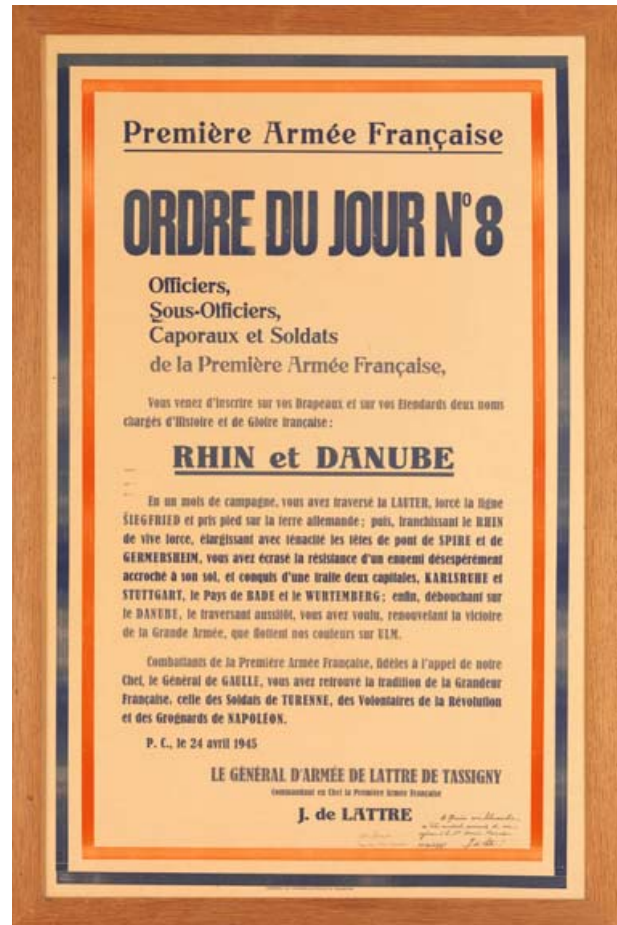 Première Armée Française
ORDRE DU JOUR N° 8
Officiers,
Sous-Officiers,
Caporaux et Soldats
de la Première Armée Française,
Vous venez d'inscrire sur vos Drapeaux et sur vos Etendards deux noms
chargés d'Histoire et de Gloire française :
RHIN et DANUBE
En un mois de campagne, vous avez traversé la LAUTER, forcé la ligne
SIEGFRIED et pris pied sur la terre allemande ; puis, franchissant le RHIN
de vive force, élargissant avec ténacité les têtes de pont de SPIRE et de
GERMERSHEIM, vous avez écrasé la résistance d'un ennemi désespérément
accroché à son sol, et conquis d'une traite deux capitales, KARLSRUHE et
STUTTGART, le Pays de BADE et le WURTEMBERG ; enfin, débouchant sur
le DANUBE, le traversant aussitôt, vous avez voulu, renouvelant la victoire
de la Grande Armée, que flottent nos couleurs sur ULM.
Combattants de la Première Armée Française, fidèles à l'appel de notre
Chef, le Général de GAULLE, vous avez retrouvé la tradition de la Grandeur
Française, celle des Soldats de TURENNE, des Volontaires de la Révolution
et des Grognards de NAPOLÉON.
P. C., le 24 avril 1945
LE GÉNÉRAL D'ARMÉE DE LATTRE DE TASSIGNY
Commandant en Chef la Première Armée Française
J. de LATTRE